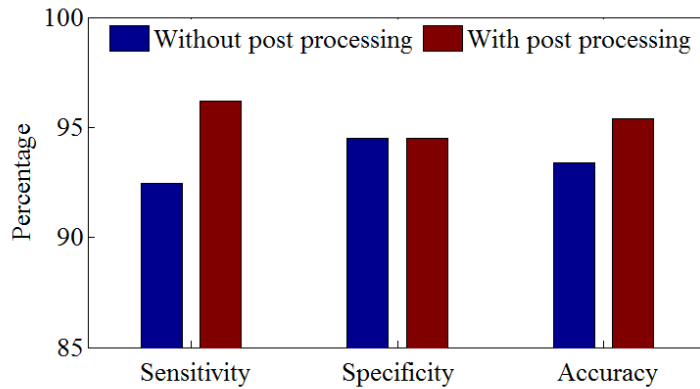 100
Without post processing With post processing
95
Percentage
90
85
Sensitivity Specificity Accuracy